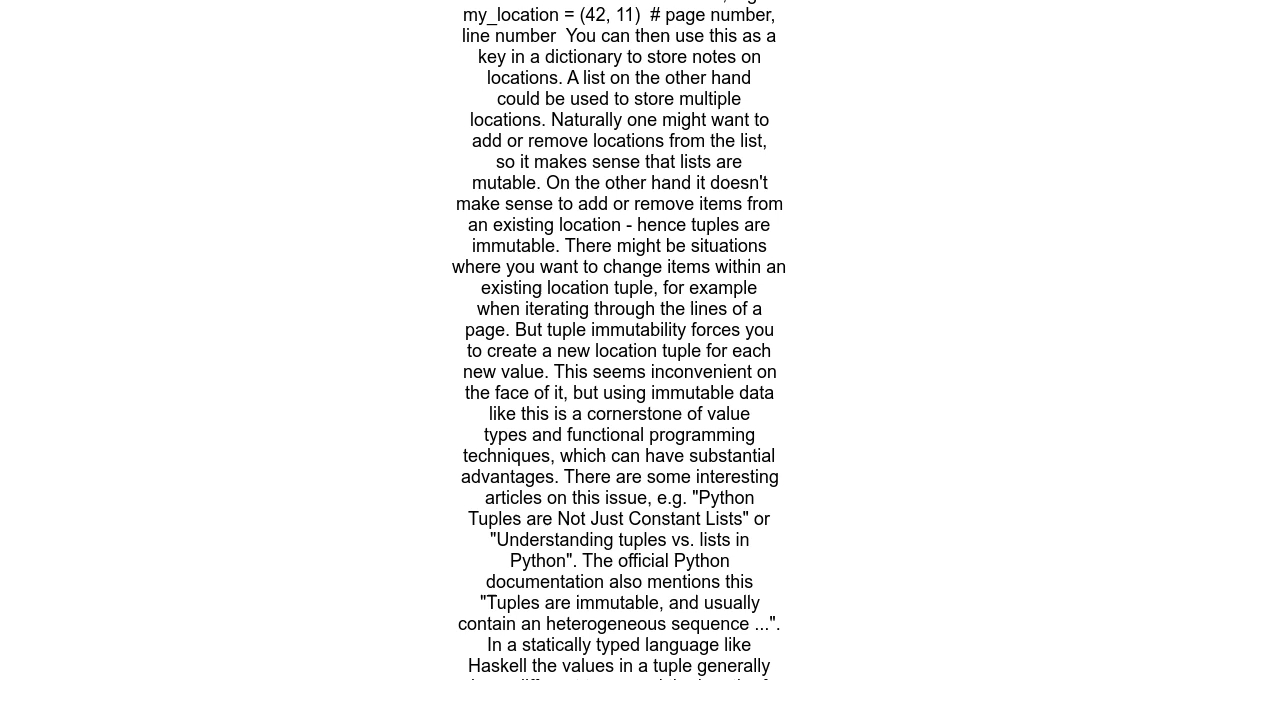 my_location = (42, 11)  # page number,
line number  You can then use this as a
key in a dictionary to store notes on
locations. A list on the other hand
could be used to store multiple
locations. Naturally one might want to
add or remove locations from the list,
so it makes sense that lists are
mutable. On the other hand it doesn't
make sense to add or remove items from
an existing location - hence tuples are
immutable. There might be situations
where you want to change items within an
existing location tuple, for example
when iterating through the lines of a
page. But tuple immutability forces you
to create a new location tuple for each
new value. This seems inconvenient on
the face of it, but using immutable data
like this is a cornerstone of value
types and functional programming
techniques, which can have substantial
advantages. There are some interesting
articles on this issue, e.g. "Python
Tuples are Not Just Constant Lists" or
"Understanding tuples vs. lists in
Python". The official Python
documentation also mentions this
"Tuples are immutable, and usually
contain an heterogeneous sequence ...".
In a statically typed language like
Haskell the values in a tuple generally